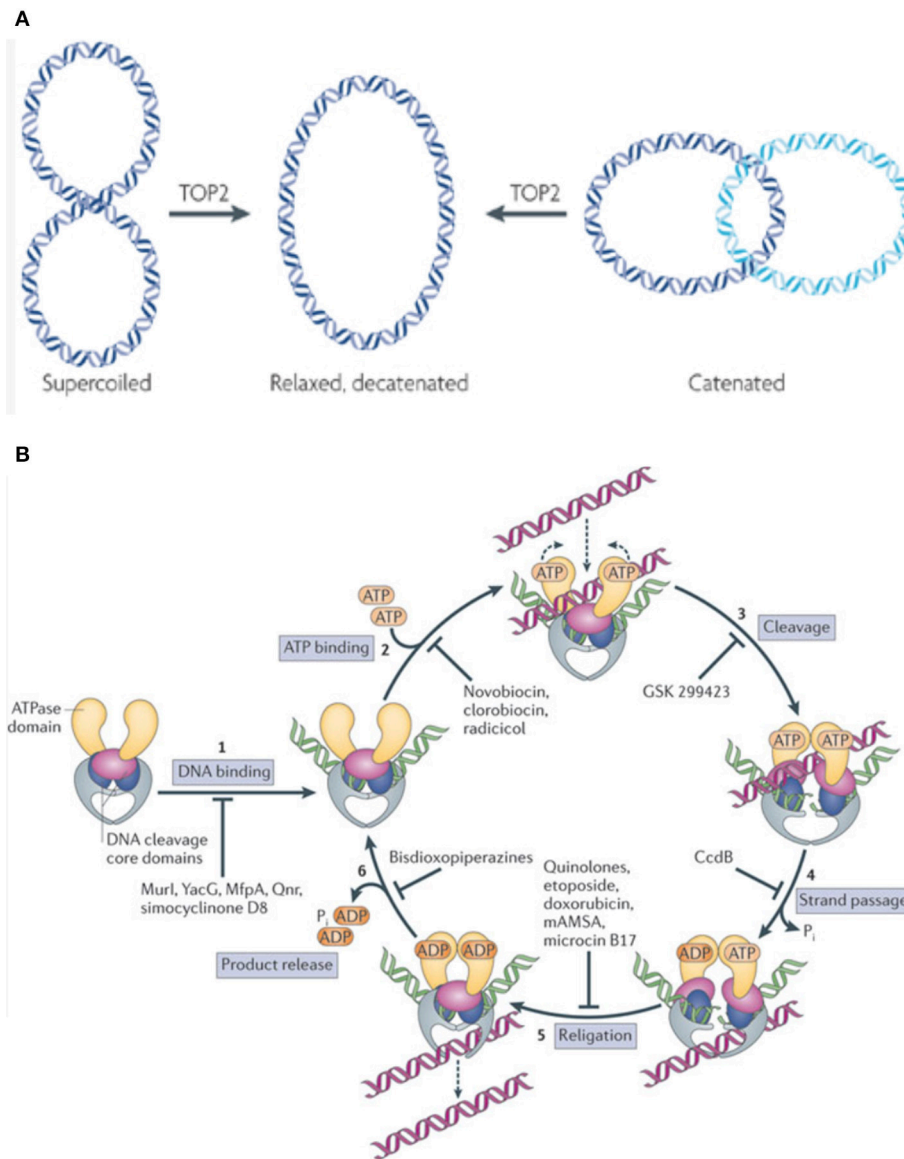 A
TOP2
TOP2
Supercoiled
Relaxed, decatenated
Catenated
B
ATP
ATP
ATP
ATP
3
Cleavage
ATP binding
2
Novobiocin,
clorobiocin,
radicicol
GSK 299423
ATPase
domain
1
DNA binding
ATP
ATP
DNA cleavage
core domains
MurI, YacG, MfpA, Qnr,
simocyclinone D8
Bisdioxopiperazines
6
Quinolones,
etoposide,
doxorubicin,
mAMSA,
microcin B17
CcdB
4
Strand passage
Pi
Pi
ADP
ADP
Product release
ADP
ADP
ADP
ATP
5
Religation